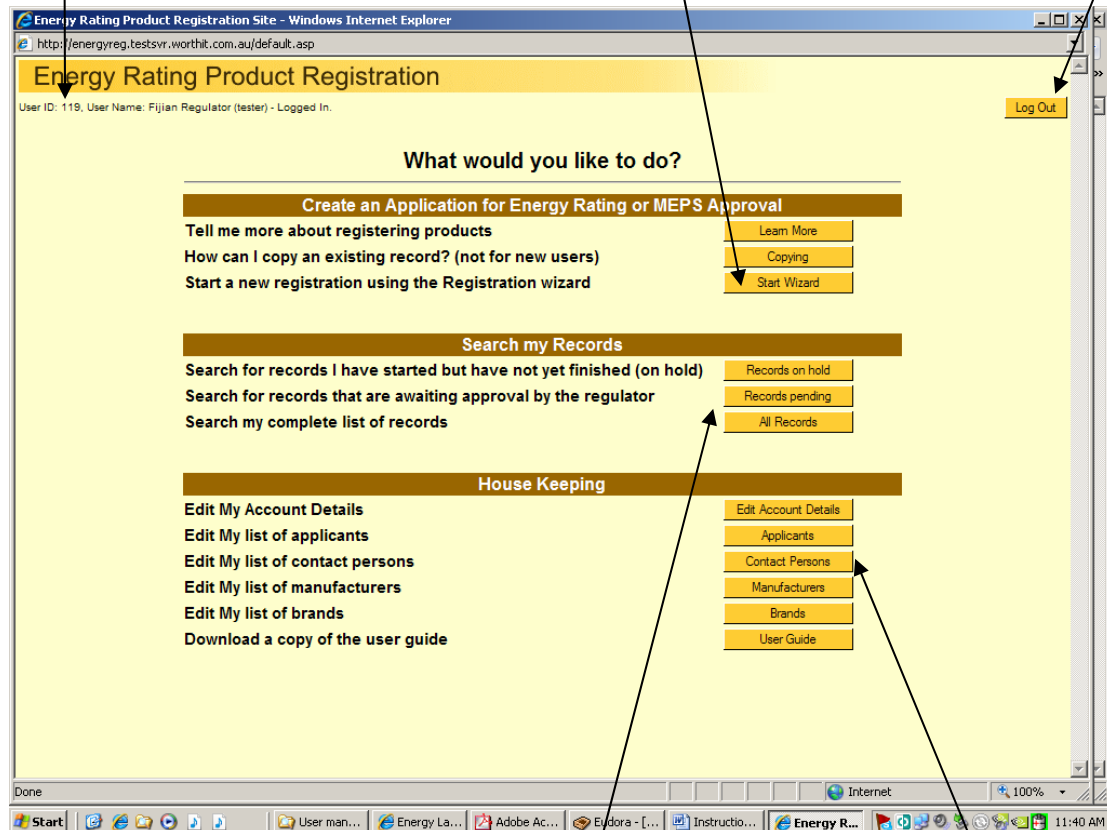 Energy Rating Product Registration Site - Windows Internet Explorer
http://energyreg.testsvr.worthit.com.au/default.asp
Energy Rating Product Registration
User ID: 119, User Name: Fijian Regulator (tester) - Logged In.
Log Out
What would you like to do?
Create an Application for Energy Rating or MEPS Approval
Tell me more about registering products Learn More
How can I copy an existing record? (not for new users) Copying
Start a new registration using the Registration wizard Start Wizard
Search my Records
Search for records I have started but have not yet finished (on hold) Records on hold
Search for records that are awaiting approval by the regulator Records pending
Search my complete list of records All Records
House Keeping
Edit My Account Details Edit Account Details
Edit My list of applicants Applicants
Edit My list of contact persons Contact Persons
Edit My list of manufacturers Manufacturers
Edit My list of brands Brands
Download a copy of the user guide User Guide
Done Internet 100%
Start User man... Energy La... Adobe Ac... Eudora - [... Instructio... Energy R... 11:40 AM